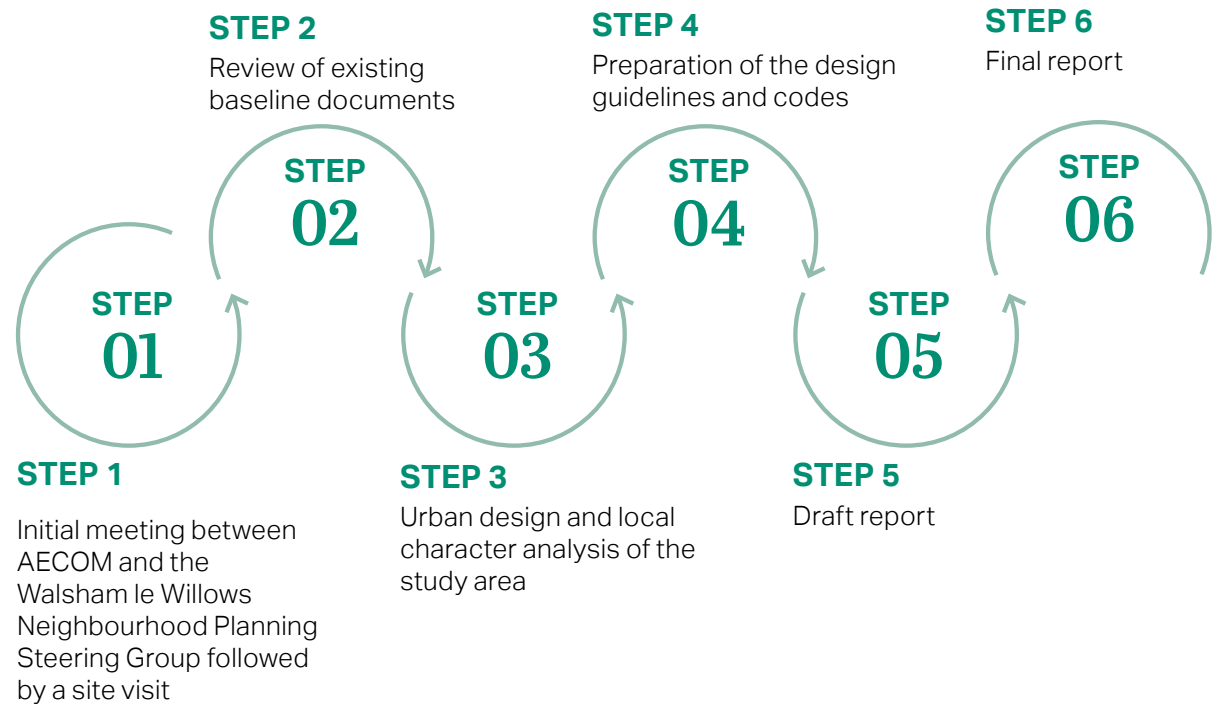 STEP 1
Initial meeting between
AECOM and the
Walsham le Willows
Neighbourhood Planning
Steering Group followed
by a site visit
STEP
01
STEP 2
Review of existing
baseline documents
STEP
02
STEP
03
STEP 3
Urban design and local
character analysis of the
study area
STEP 4
Preparation of the design
guidelines and codes
STEP
04
STEP
05
STEP 5
Draft report
STEP 6
Final report
STEP
06